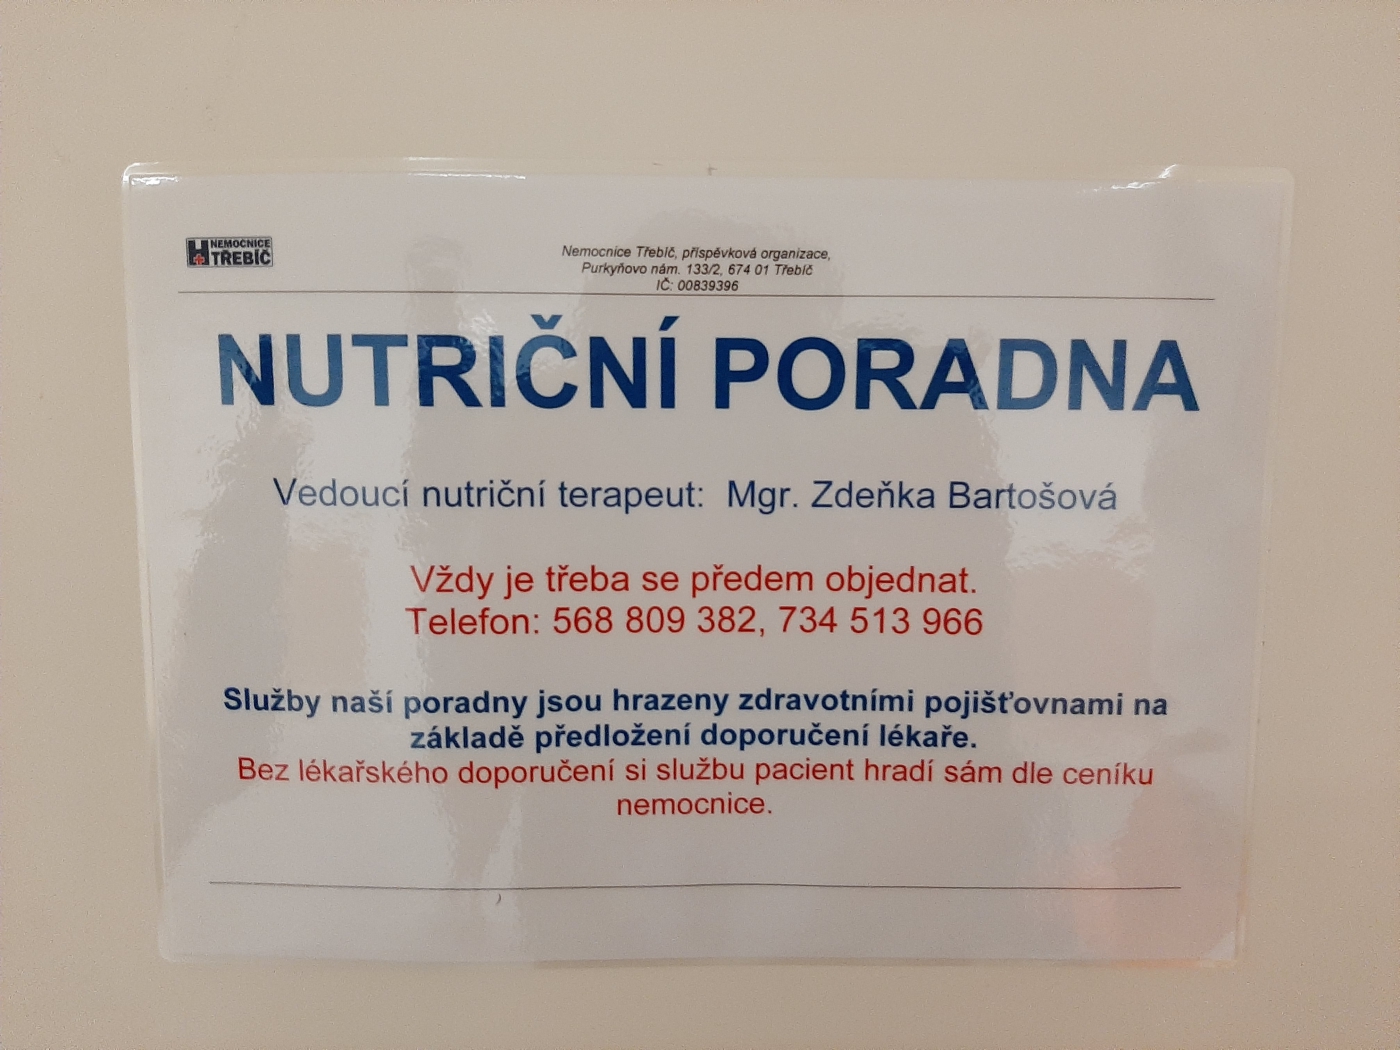 NEMOCNICE
TŘEBÍČ
Nemocnice Třebíč, příspěvková organizace,
Purkyňovo nám. 133/2, 674 01 Třebíč
IČ: 00839396
NUTRIČNÍ PORADNA
Vedoucí nutriční terapeut: Mgr. Zdeňka Bartošová
Vždy je třeba se předem objednat.
Telefon: 568 809 382, 734 513 966
Služby naší poradny jsou hrazeny zdravotními pojišťovnami na
základě předložení doporučení lékaře.
Bez lékařského doporučení si službu pacient hradí sám dle ceníku
nemocnice.